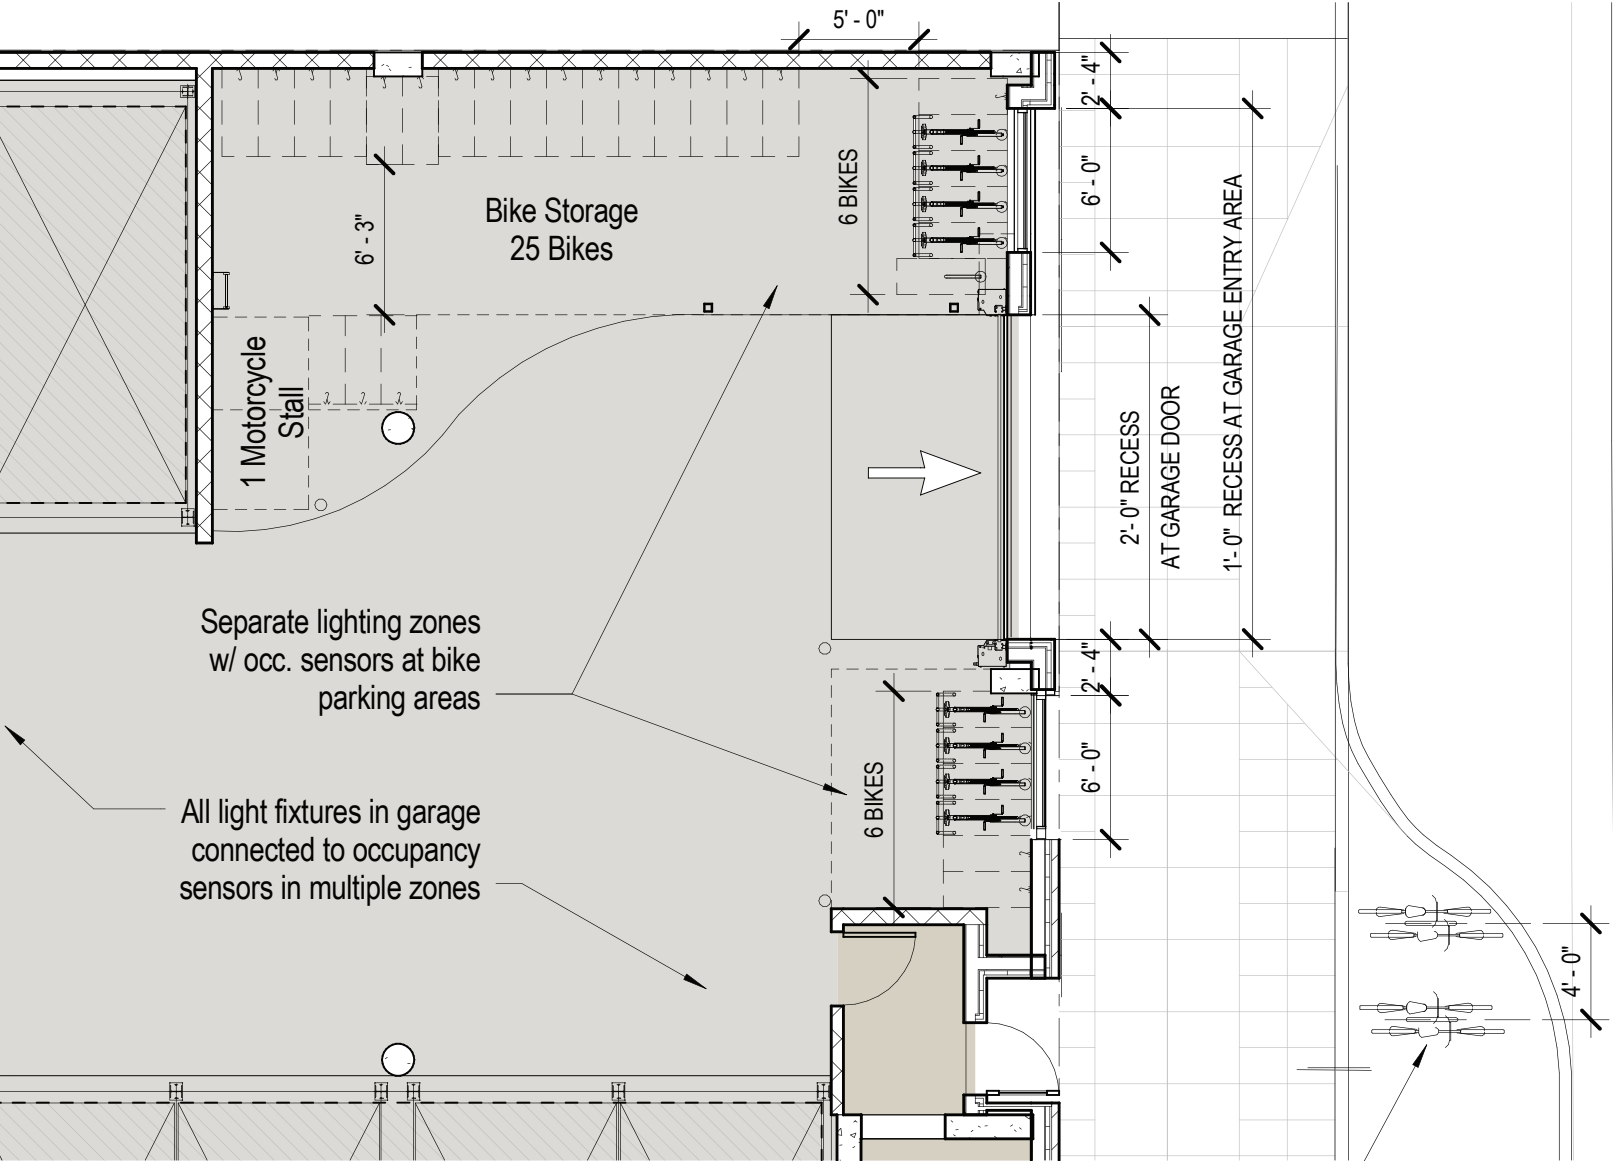 5' - 0"
2' - 4"
6 BIKES
6' - 0"
Bike Storage
25 Bikes
6' - 3"
1 Motorcycle
Stall
2'- 0" RECESS
AT GARAGE DOOR
1'- 0" RECESS AT GARAGE ENTRY AREA
Separate lighting zones
w/ occ. sensors at bike
parking areas
2' - 4"
6' - 0"
6 BIKES
All light fixtures in garage
connected to occupancy
sensors in multiple zones
4' - 0"